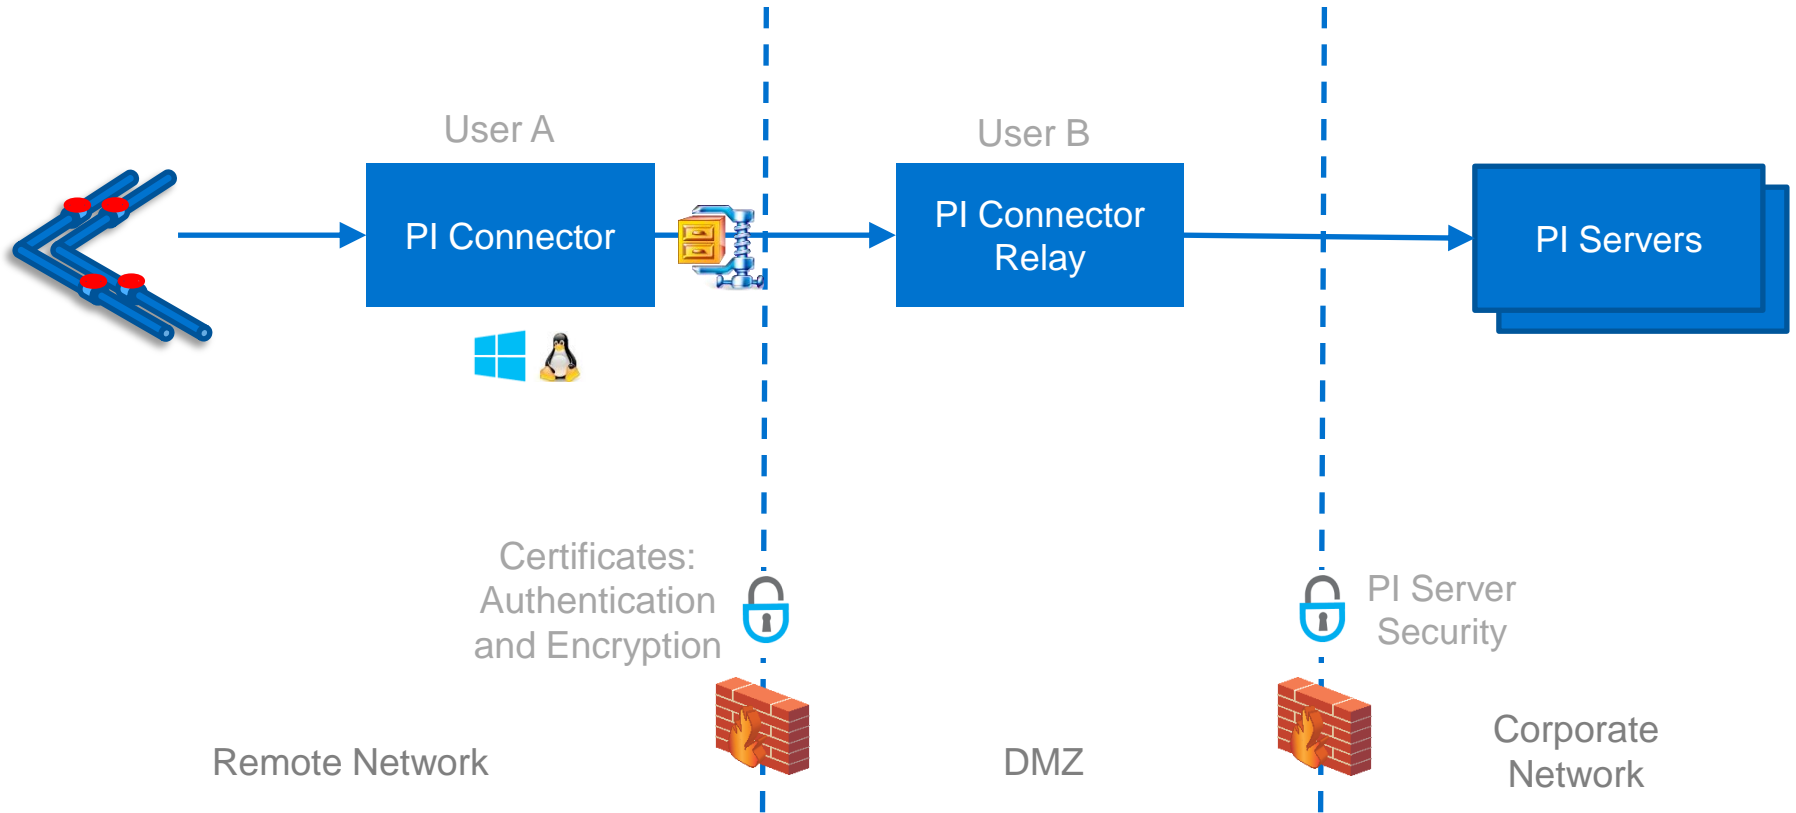 User A
User B
PI Connector
PI Connector
Relay
PI Servers
Certificates:
Authentication
and Encryption
PI Server
Security
Remote Network
DMZ
Corporate
Network